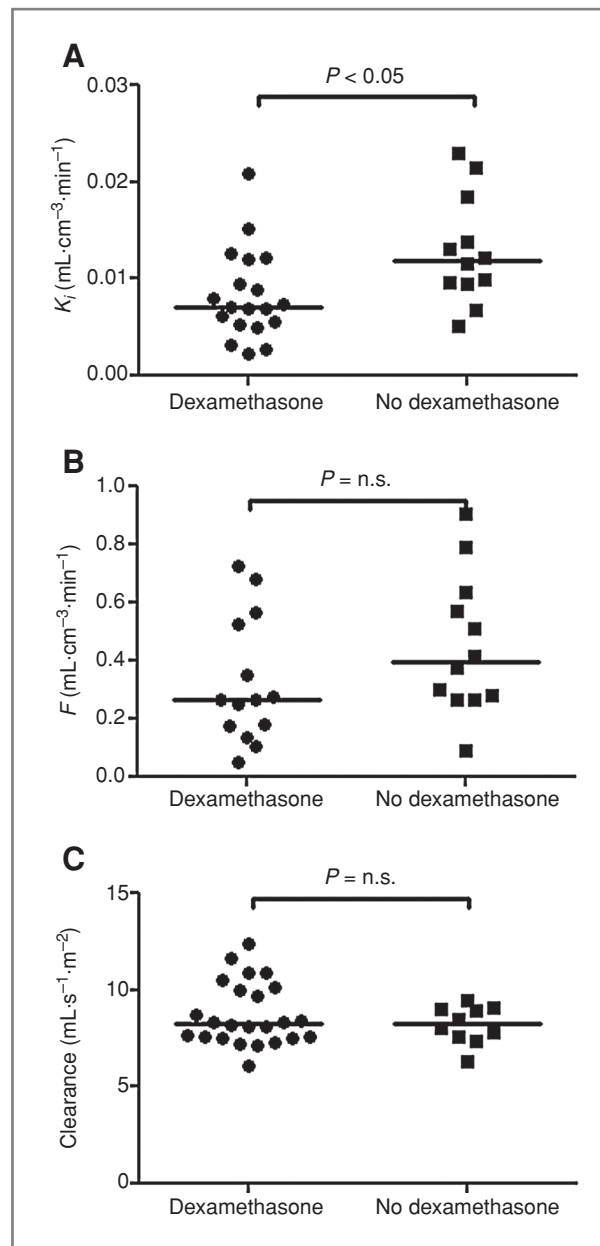 A
P < 0.05
0.03
0.02
0.01
0.00
Kᵢ (mL·cm⁻³·min⁻¹)
Dexamethasone No dexamethasone
B
P = n.s.
1.0
0.8
0.6
0.4
0.2
0.0
F (mL·cm⁻³·min⁻¹)
Dexamethasone No dexamethasone
C
P = n.s.
15
10
5
0
Clearance (mL·s⁻¹·m⁻²)
Dexamethasone No dexamethasone